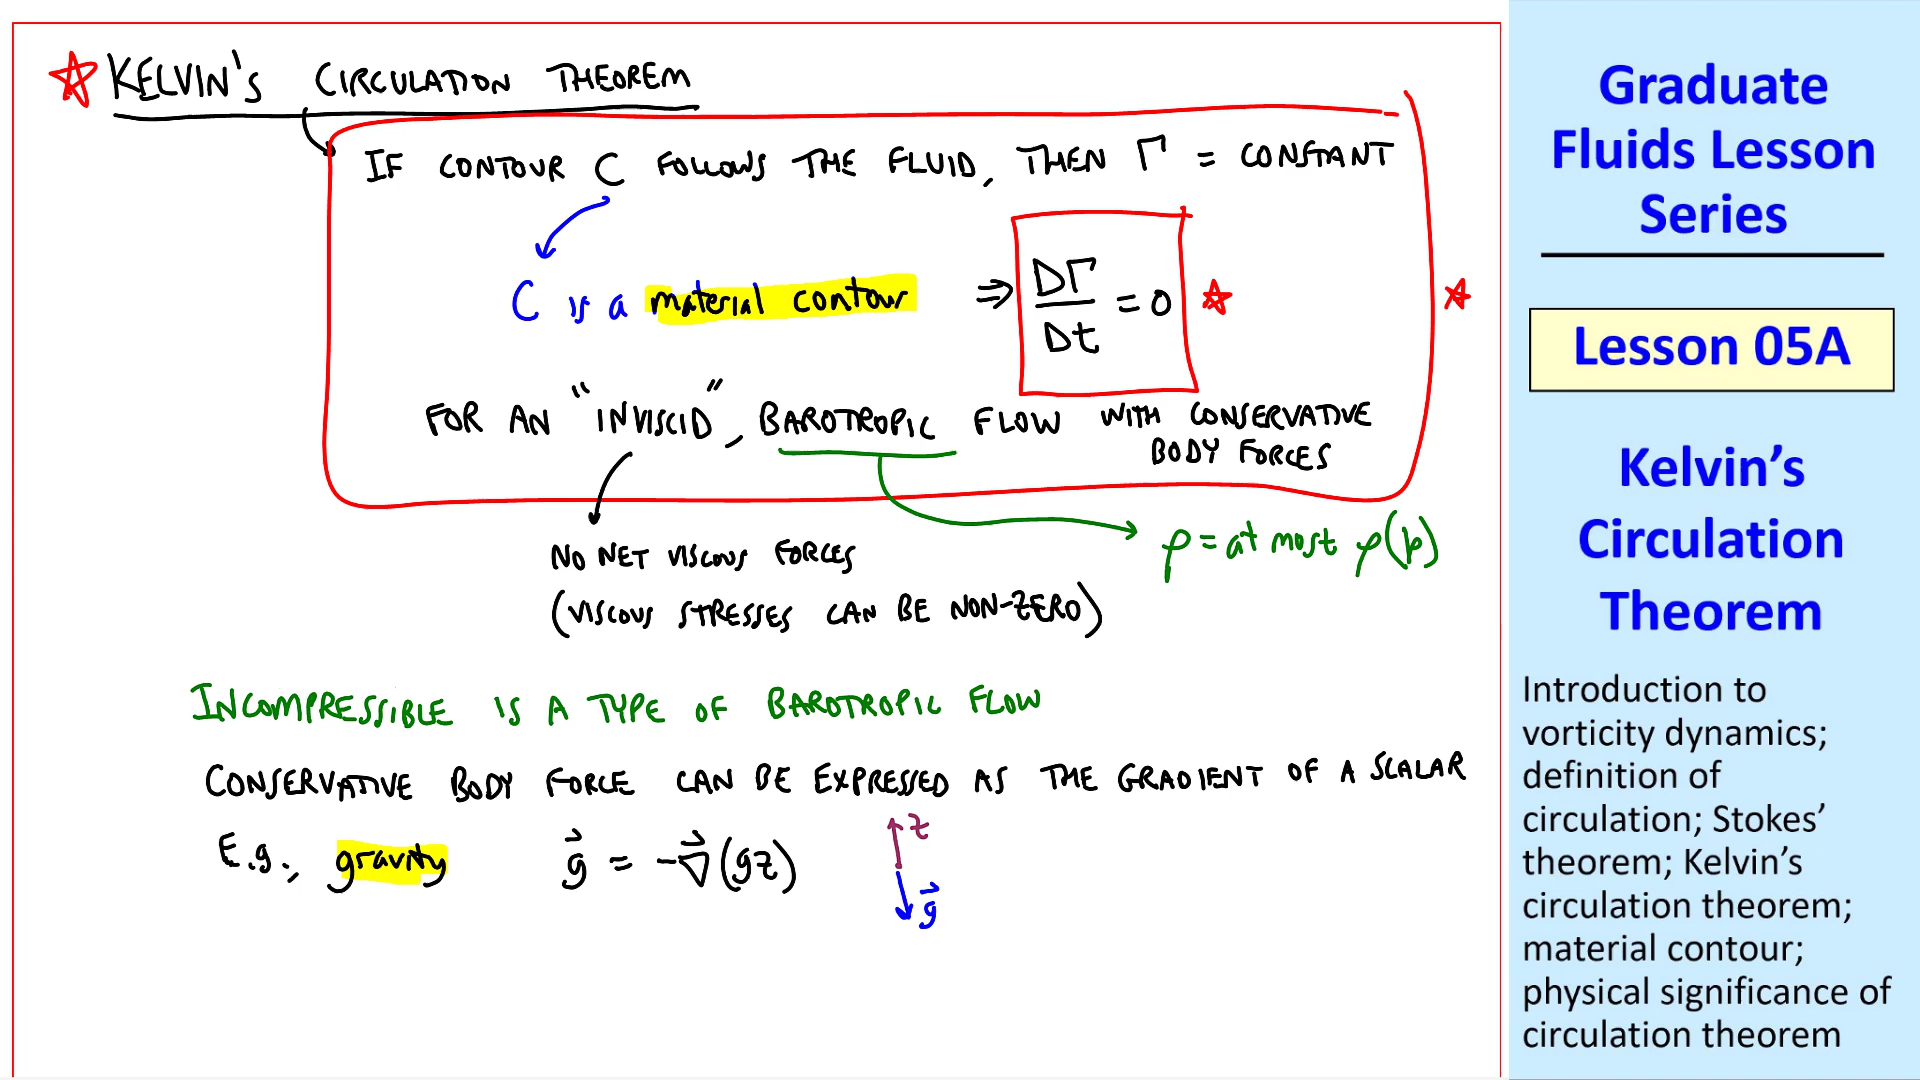 KELVIN's CIRCULATION THEOREM
IF CONTOUR C FOLLOWS THE FLUID, THEN Γ = CONSTANT
C is a material contour ⇒ DΓ/Dt = 0
FOR AN "INVISCID", BAROTROPIC FLOW WITH CONSERVATIVE
BODY FORCES
NO NET VISCOUS FORCES
(VISCOUS STRESSES CAN BE NON-ZERO)
ρ = at most ρ(p)
INCOMPRESSIBLE IS A TYPE OF BAROTROPIC FLOW
CONSERVATIVE BODY FORCE CAN BE EXPRESSED AS THE GRADIENT OF A SCALAR
E.g., gravity g⃗ = -∇⃗(gz)
z
g⃗
Graduate
Fluids Lesson
Series
Lesson 05A
Kelvin's
Circulation
Theorem
Introduction to
vorticity dynamics;
definition of
circulation; Stokes'
theorem; Kelvin's
circulation theorem;
material contour;
physical significance of
circulation theorem